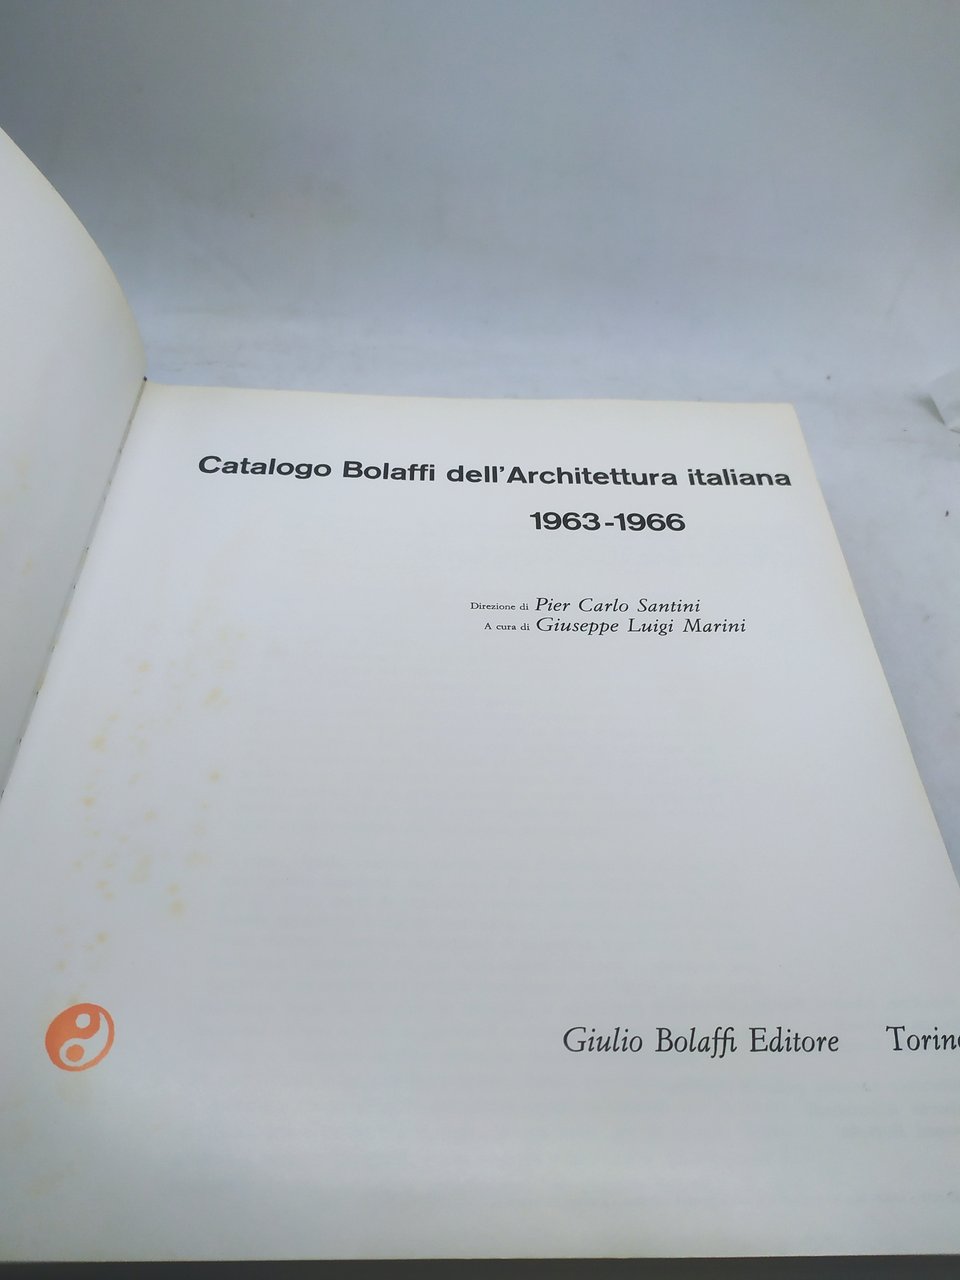 Catalogo Bolaffi dell'Architettura italiana
1963-1966
Direzione di Pier Carlo Santini
A cura di Giuseppe Luigi Marini
Giulio Bolaffi Editore